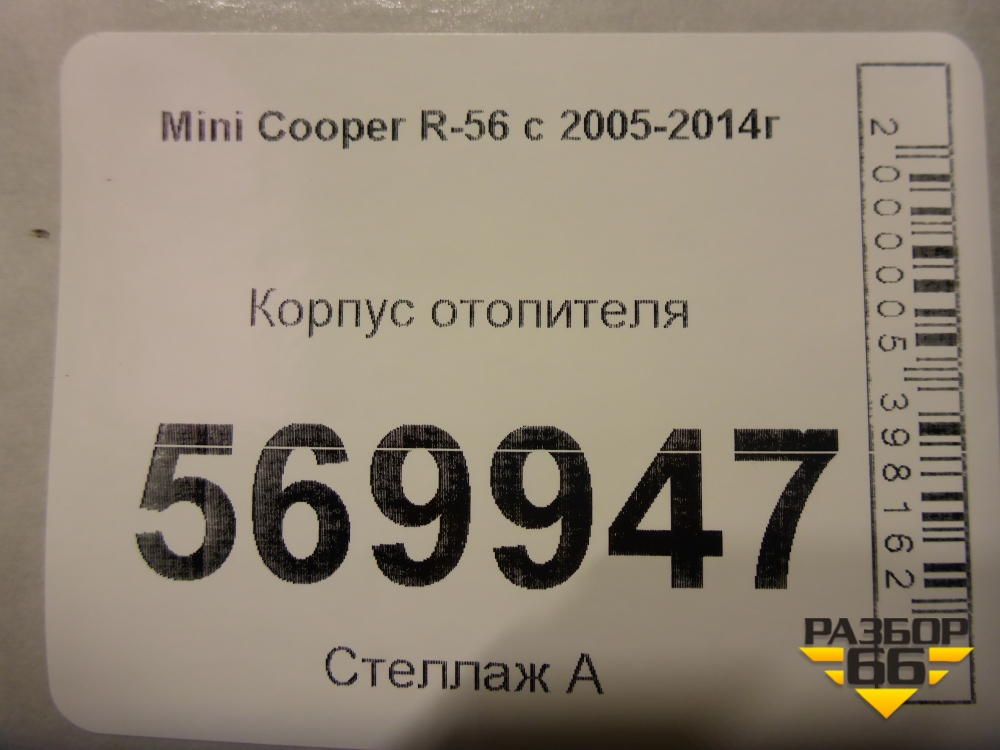 Mini Cooper R-56 с 2005-2014г
Корпус отопителя
569947
Стеллаж А
2000005398162
РАЗБОР
66